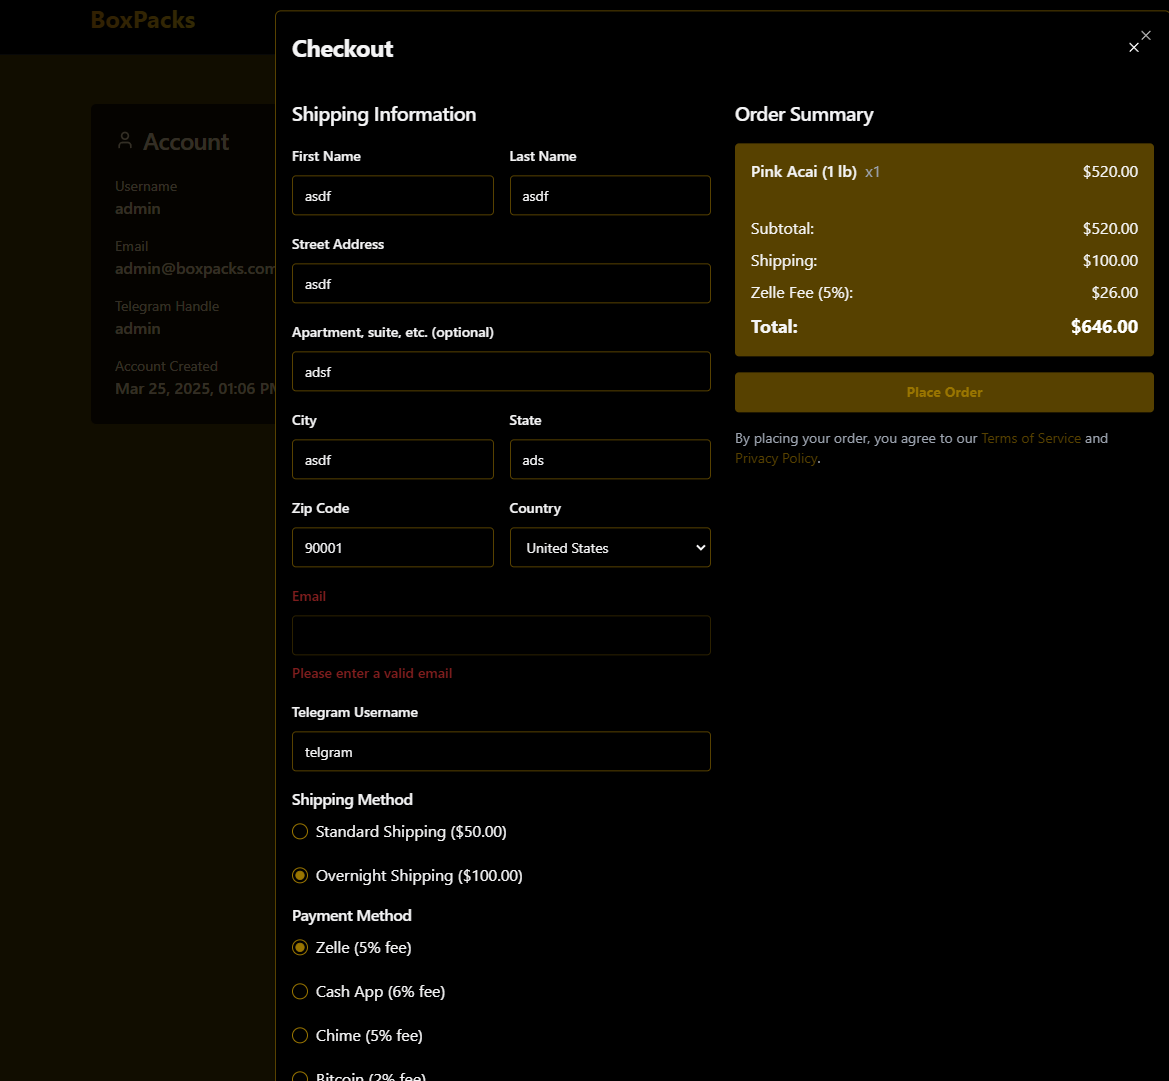 BoxPacks
Account
Username
admin
Email
admin@boxpacks.com
Telegram Handle
admin
Account Created
Mar 25, 2025, 01:06 PM
Checkout
Shipping Information
First Name
Last Name
asdf
asdf
Street Address
asdf
Apartment, suite, etc. (optional)
adsf
City
State
asdf
ads
Zip Code
Country
90001
United States
Email
Please enter a valid email
Telegram Username
telgram
Shipping Method
Standard Shipping ($50.00)
Overnight Shipping ($100.00)
Payment Method
Zelle (5% fee)
Cash App (6% fee)
Chime (5% fee)
Bitcoin (2% fee)
Order Summary
Pink Acai (1 lb) x1 $520.00
Subtotal: $520.00
Shipping: $100.00
Zelle Fee (5%): $26.00
Total: $646.00
Place Order
By placing your order, you agree to our Terms of Service and
Privacy Policy.